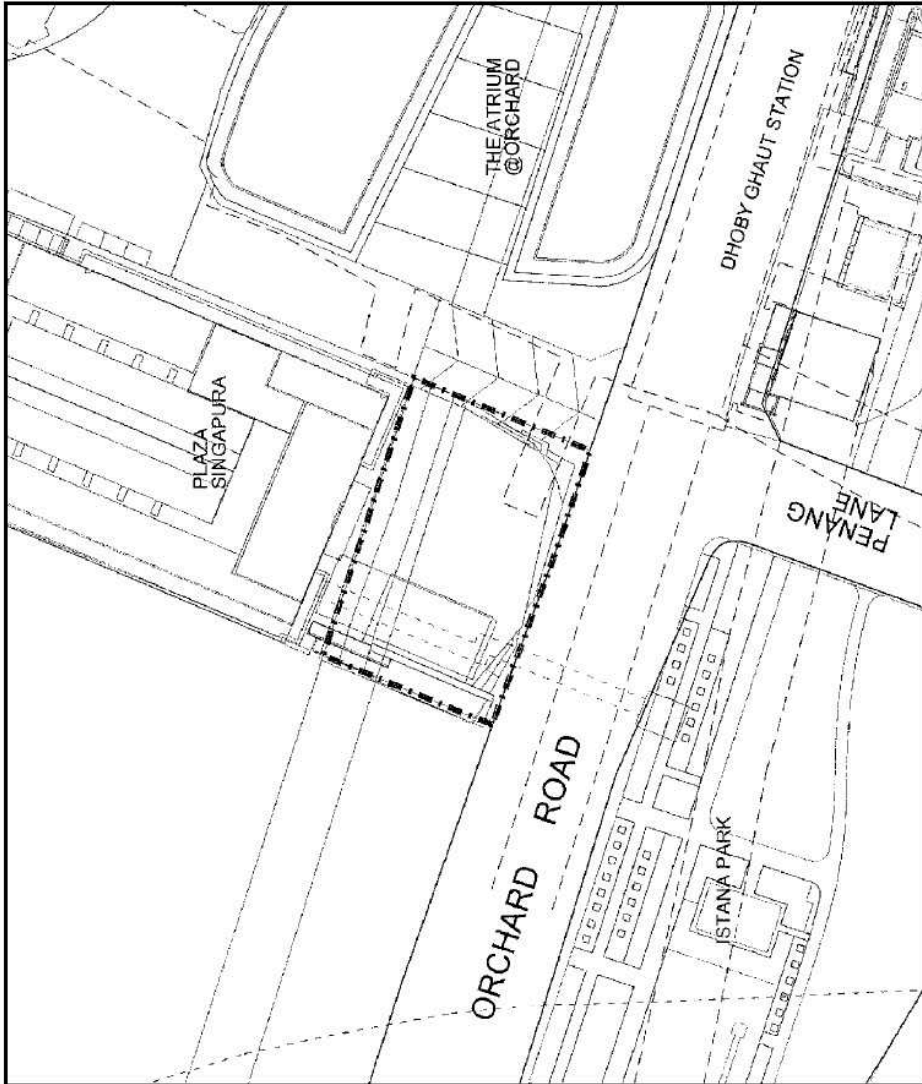 THE ATRIUM
@ORCHARD
DHOBY GHAUT STATION
PLAZA
SINGAPURA
PENANG
LANE
ORCHARD ROAD
ISTANA PARK